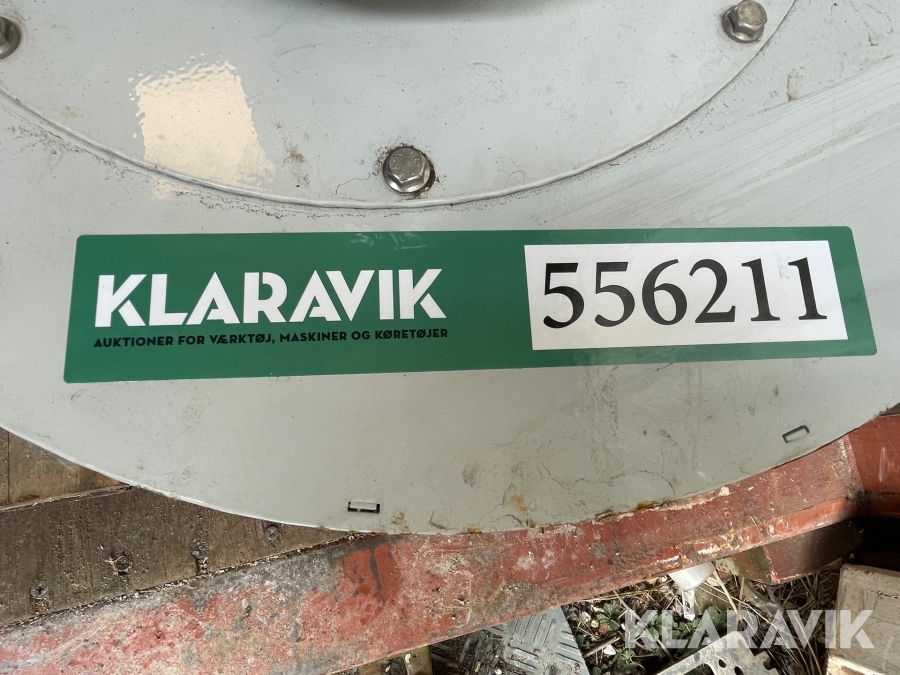 KLARAVIK
AUKTIONER FOR VÆRKTØJ, MASKINER OG KØRETØJER
556211
KLARAVIK